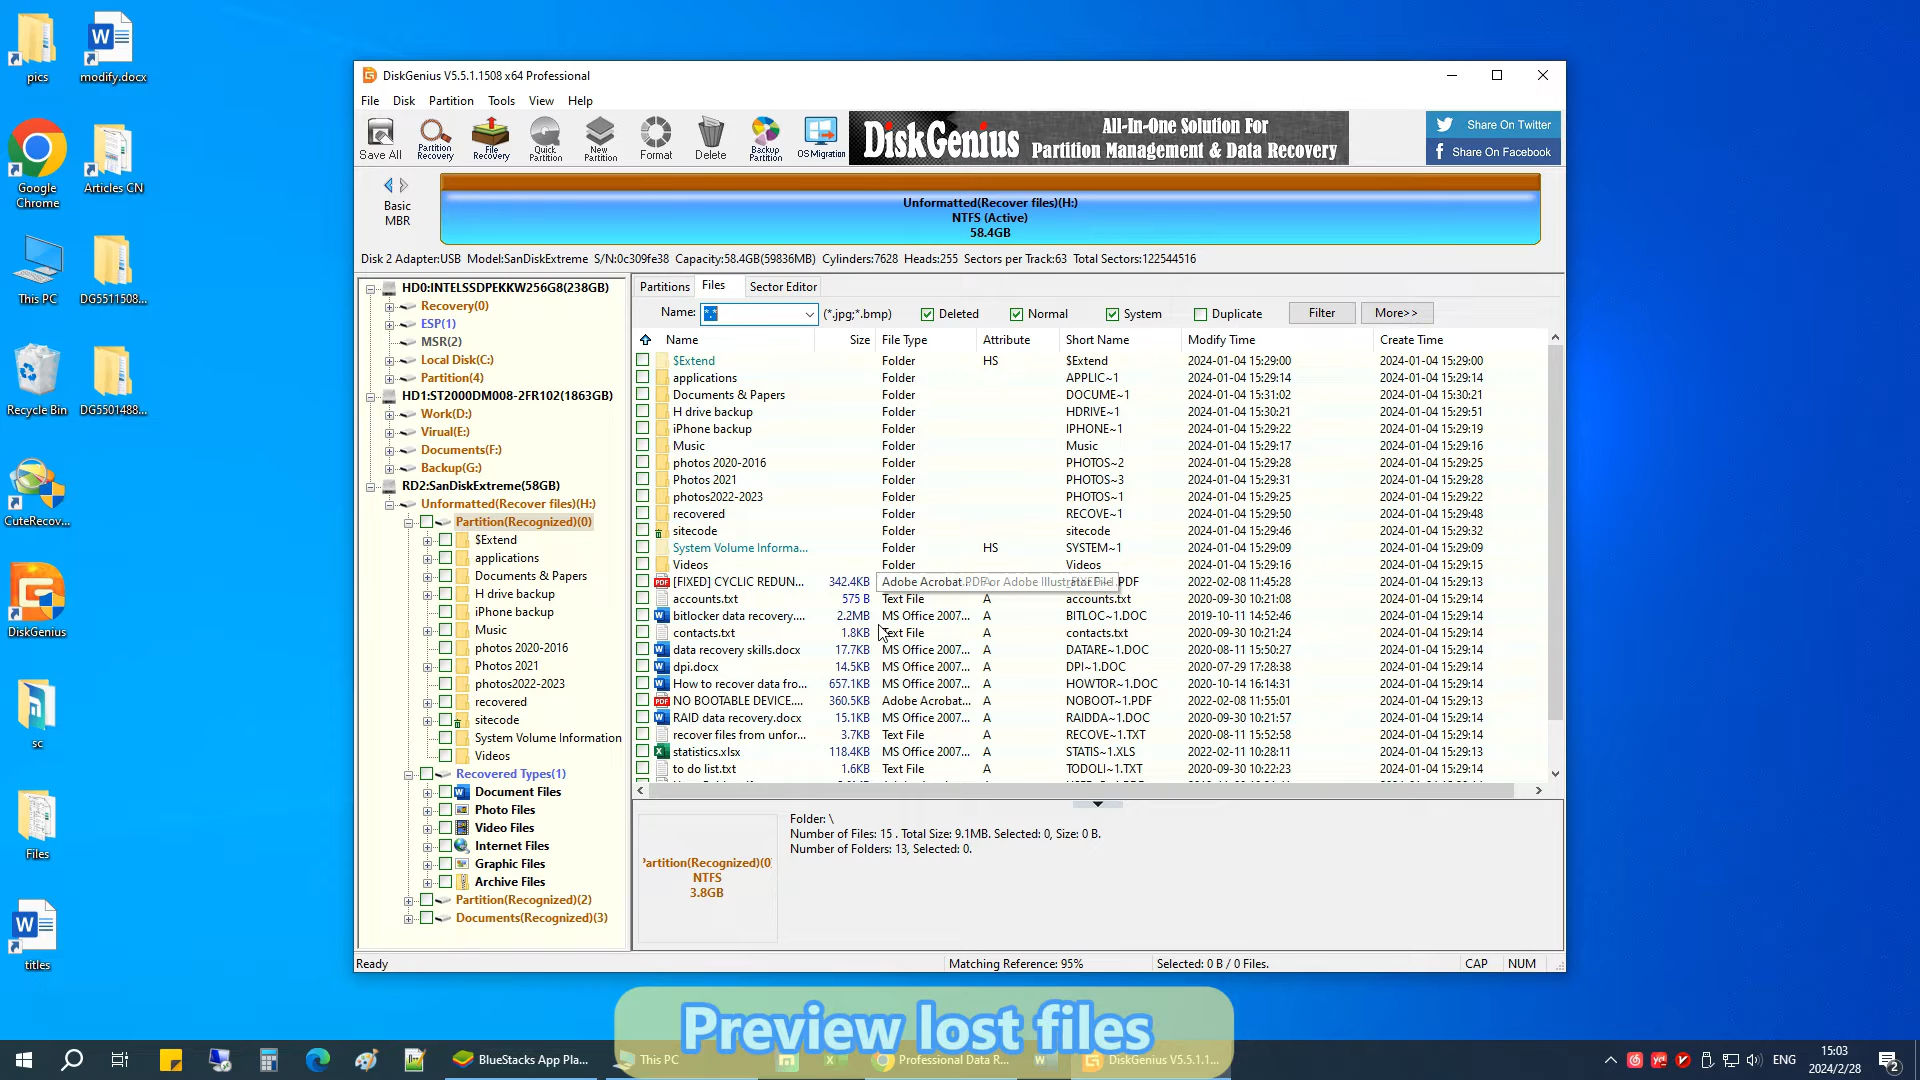 pics
modify.docx
Google
Chrome
Articles CN
This PC
DG5511508...
Recycle Bin
DG5501488...
CuteRecov...
DiskGenius
sc
Files
titles
DiskGenius V5.5.1.1508 x64 Professional
File Disk Partition Tools View Help
Save All
Partition
Recovery
File
Recovery
Quick
Partition
New
Partition
Format
Delete
Backup
Partition
OS Migration
DiskGenius
All-In-One Solution For
Partition Management & Data Recovery
Share On Twitter
Share On Facebook
Basic
MBR
Unformatted(Recover files)(H:)
NTFS (Active)
58.4GB
Disk 2 Adapter:USB Model:SanDiskExtreme S/N:0c309fe38 Capacity:58.4GB(59836MB) Cylinders:7628 Heads:255 Sectors per Track:63 Total Sectors:122544516
HD0:INTELSSDPEKKW256G8(238GB)
Recovery(0)
ESP(1)
MSR(2)
Local Disk(C:)
Partition(4)
HD1:ST2000DM008-2FR102(1863GB)
Work(D:)
Virual(E:)
Documents(F:)
Backup(G:)
RD2:SanDiskExtreme(58GB)
Unformatted(Recover files)(H:)
Partition(Recognized)(0)
$Extend
applications
Documents & Papers
H drive backup
iPhone backup
Music
photos 2020-2016
Photos 2021
photos2022-2023
recovered
sitecode
System Volume Information
Videos
Recovered Types(1)
Document Files
Photo Files
Video Files
Internet Files
Graphic Files
Archive Files
Partition(Recognized)(2)
Documents(Recognized)(3)
Partitions Files Sector Editor
Name: *.* (*.jpg;*.bmp) Deleted Normal System Duplicate Filter More>>
Name Size File Type Attribute Short Name Modify Time Create Time
$Extend Folder HS $Extend 2024-01-04 15:29:00 2024-01-04 15:29:00
applications Folder APPLIC~1 2024-01-04 15:29:14 2024-01-04 15:29:14
Documents & Papers Folder DOCUME~1 2024-01-04 15:31:02 2024-01-04 15:30:21
H drive backup Folder HDRIVE~1 2024-01-04 15:30:21 2024-01-04 15:29:51
iPhone backup Folder IPHONE~1 2024-01-04 15:29:22 2024-01-04 15:29:19
Music Folder Music 2024-01-04 15:29:17 2024-01-04 15:29:16
photos 2020-2016 Folder PHOTOS~2 2024-01-04 15:29:28 2024-01-04 15:29:25
Photos 2021 Folder PHOTOS~3 2024-01-04 15:29:31 2024-01-04 15:29:28
photos2022-2023 Folder PHOTOS~1 2024-01-04 15:29:25 2024-01-04 15:29:22
recovered Folder RECOVE~1 2024-01-04 15:29:50 2024-01-04 15:29:48
sitecode Folder sitecode 2024-01-04 15:29:46 2024-01-04 15:29:32
System Volume Informa... Folder HS SYSTEM~1 2024-01-04 15:29:09 2024-01-04 15:29:09
Videos Folder Videos 2024-01-04 15:29:16 2024-01-04 15:29:14
[FIXED] CYCLIC REDUN... 342.4KB Adobe Acrobat .PDF or Adobe Illustrator File .PDF 2022-02-08 11:45:28 2024-01-04 15:29:13
accounts.txt 575 B Text File A accounts.txt 2020-09-30 10:21:08 2024-01-04 15:29:14
bitlocker data recovery.... 2.2MB MS Office 2007... A BITLOC~1.DOC 2019-10-11 14:52:46 2024-01-04 15:29:14
contacts.txt 1.8KB Text File A contacts.txt 2020-09-30 10:21:24 2024-01-04 15:29:14
data recovery skills.docx 17.7KB MS Office 2007... A DATARE~1.DOC 2020-08-11 15:50:27 2024-01-04 15:29:14
dpi.docx 14.5KB MS Office 2007... A DPI~1.DOC 2020-07-29 17:28:38 2024-01-04 15:29:14
How to recover data fro... 657.1KB MS Office 2007... A HOWTOR~1.DOC 2020-10-14 16:14:31 2024-01-04 15:29:14
NO BOOTABLE DEVICE.... 360.5KB Adobe Acrobat... A NOBOOT~1.PDF 2022-02-08 11:55:01 2024-01-04 15:29:13
RAID data recovery.docx 15.1KB MS Office 2007... A RAIDDA~1.DOC 2020-09-30 10:21:57 2024-01-04 15:29:14
recover files from unfor... 3.7KB Text File A RECOVE~1.TXT 2020-08-11 15:52:58 2024-01-04 15:29:14
statistics.xlsx 118.4KB MS Office 2007... A STATIS~1.XLS 2022-02-11 10:28:11 2024-01-04 15:29:13
to do list.txt 1.6KB Text File A TODOLI~1.TXT 2020-09-30 10:22:23 2024-01-04 15:29:14
Partition(Recognized)(0
NTFS
3.8GB
Folder: \
Number of Files: 15 . Total Size: 9.1MB. Selected: 0, Size: 0 B.
Number of Folders: 13, Selected: 0.
Ready Matching Reference: 95% Selected: 0 B / 0 Files. CAP NUM
Preview lost files
BlueStacks App Pla...
This PC
Professional Data R...
DiskGenius V5.5.1.1...
ENG
15:03
2024/2/28
2